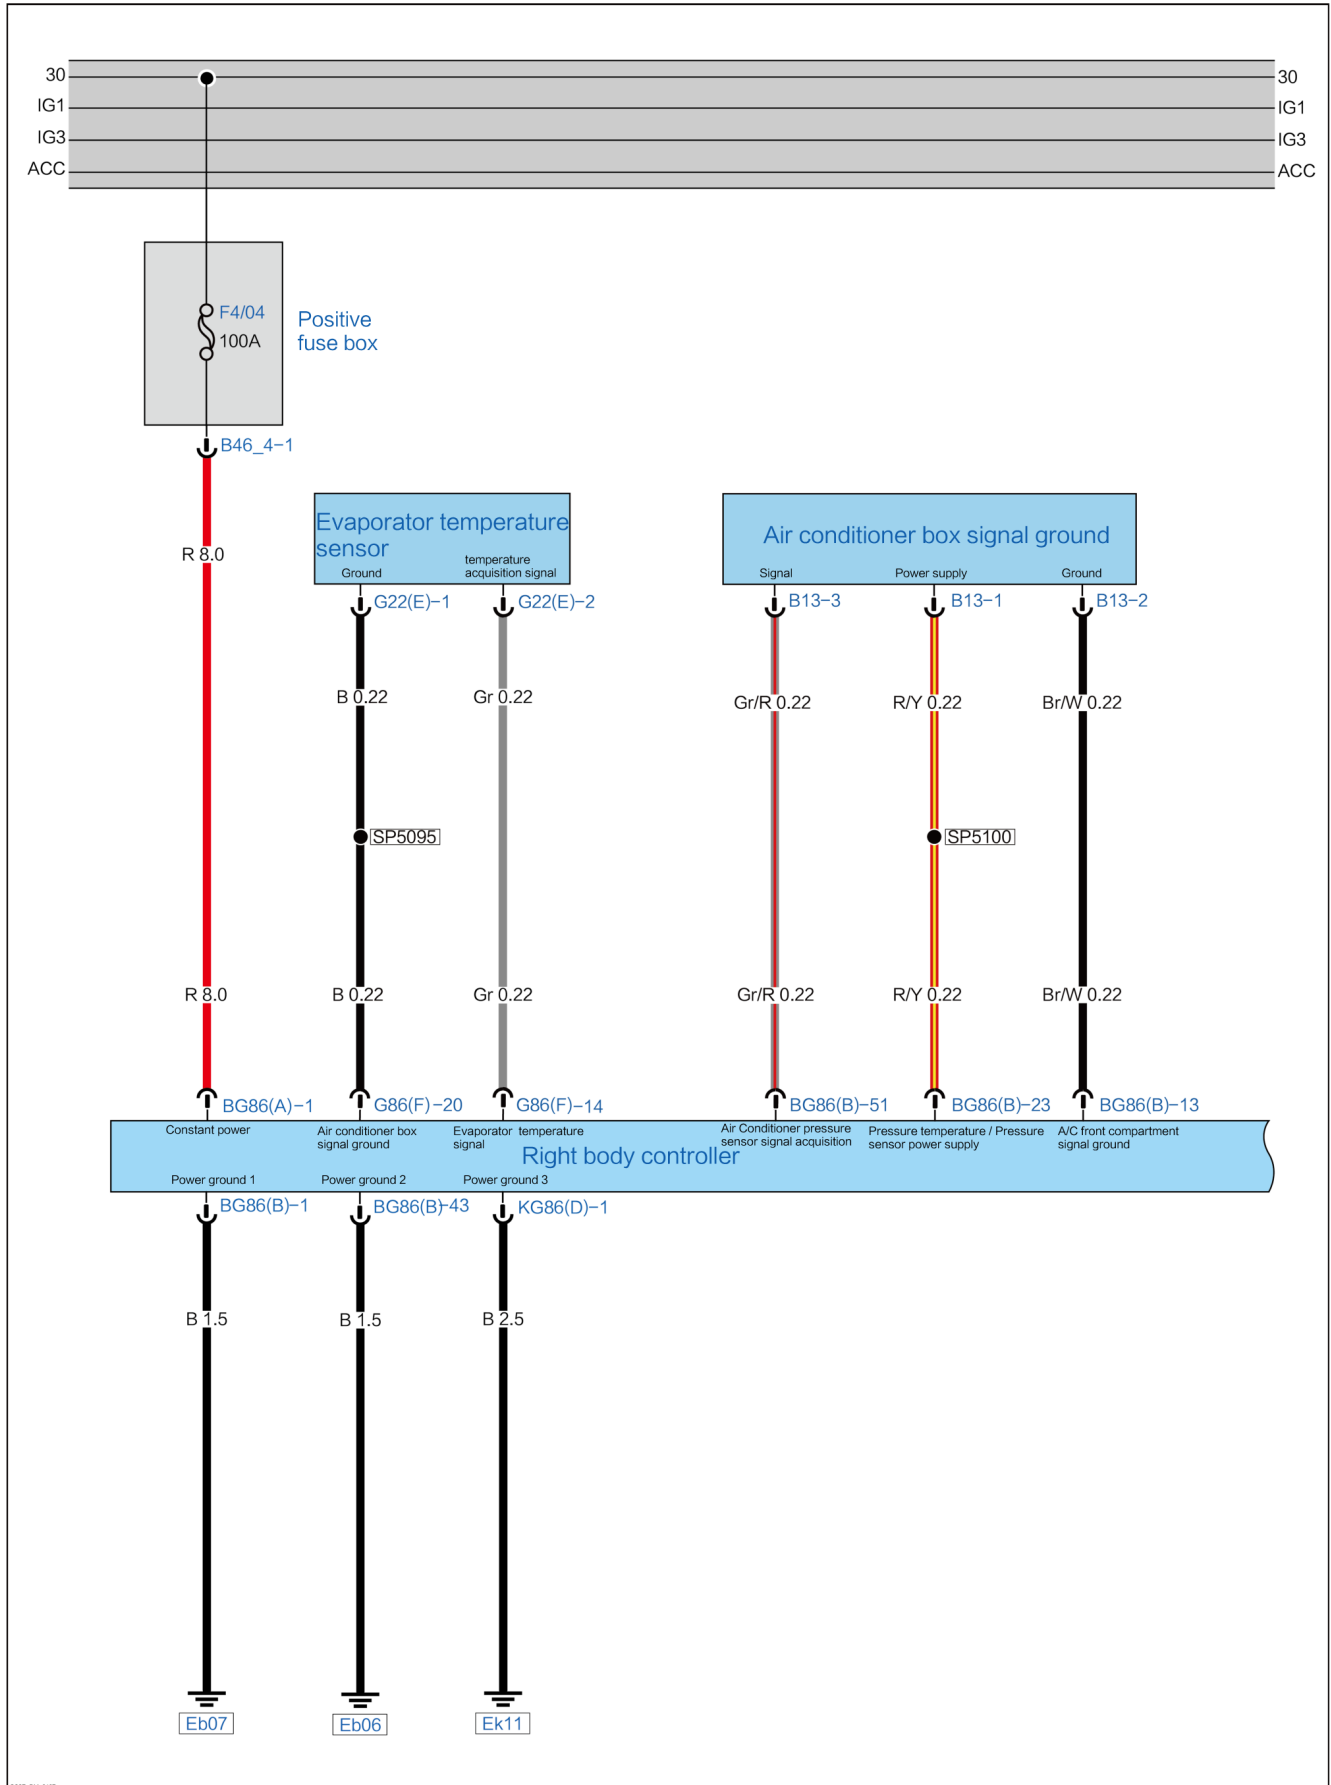 30
30
IG1
IG1
IG3
IG3
ACC
ACC
F4/04
100A
Positive
fuse box
B46_4-1
R 8.0
Evaporator temperature
sensor
Ground
temperature
acquisition signal
G22(E)-1
G22(E)-2
Air conditioner box signal ground
Signal
Power supply
Ground
B13-3
B13-1
B13-2
B 0.22
Gr 0.22
Gr/R 0.22
R/Y 0.22
Br/W 0.22
SP5095
SP5100
R 8.0
B 0.22
Gr 0.22
Gr/R 0.22
R/Y 0.22
Br/W 0.22
BG86(A)-1
G86(F)-20
G86(F)-14
BG86(B)-51
BG86(B)-23
BG86(B)-13
Constant power
Air conditioner box
signal ground
Evaporator temperature
signal
Air Conditioner pressure
sensor signal acquisition
Pressure temperature / Pressure
sensor power supply
A/C front compartment
signal ground
Right body controller
Power ground 1
Power ground 2
Power ground 3
BG86(B)-1
BG86(B)-43
KG86(D)-1
B 1.5
B 1.5
B 2.5
Eb07
Eb06
Ek11